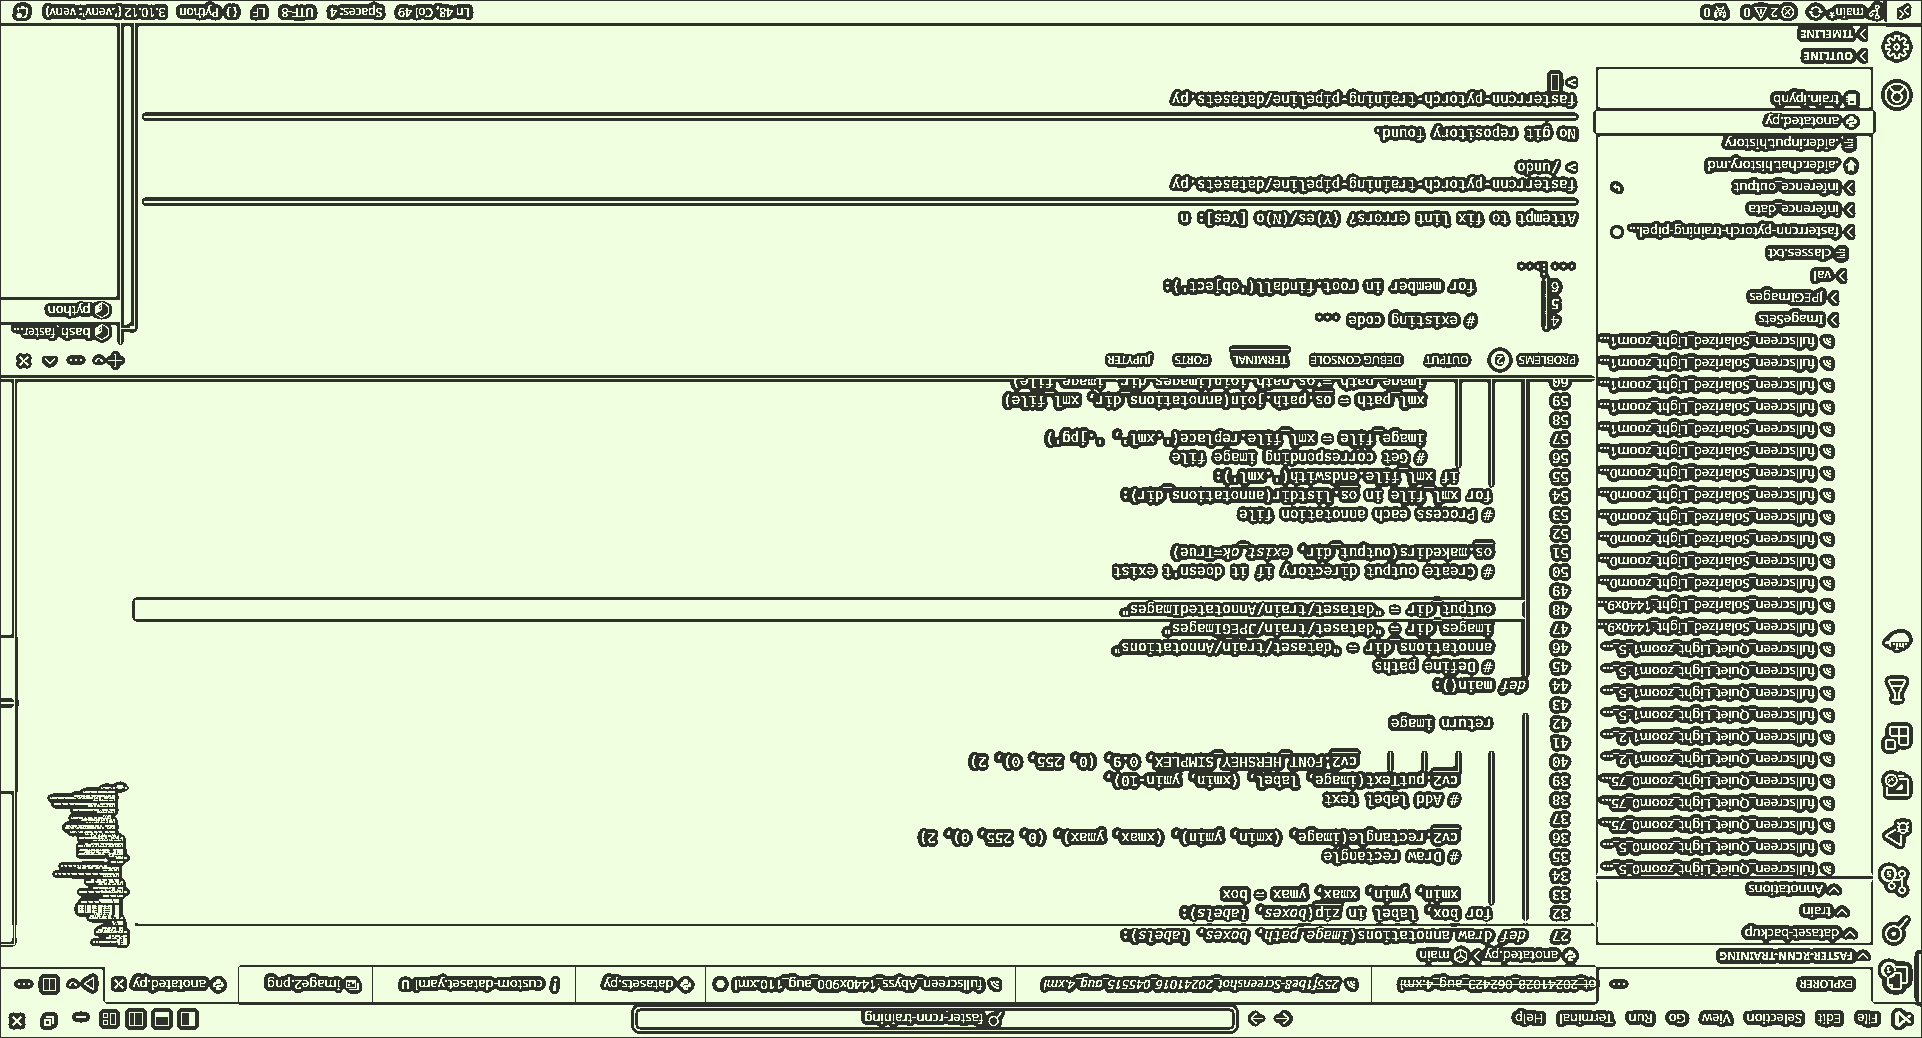 File Edit Selection View Go Run Terminal Help
faster-rcnn-training
EXPLORER
ot_20241028_062423_aug_4.xml
25j51be8-Screenshot_20241016_045515_aug_4.xml
fullscreen_Abyss_1440x900_aug_110.xml
datasets.py
custom-dataset.yaml U
image2.png
anotated.py
FASTER-RCNN-TRAINING
dataset-backup
train
Annotations
fullscreen_Quiet_Light_zoom0_5_...
fullscreen_Quiet_Light_zoom0_5_...
fullscreen_Quiet_Light_zoom0_75...
fullscreen_Quiet_Light_zoom0_75...
fullscreen_Quiet_Light_zoom0_75...
fullscreen_Quiet_Light_zoom1_2...
fullscreen_Quiet_Light_zoom1_2...
fullscreen_Quiet_Light_zoom1_5_...
fullscreen_Quiet_Light_zoom1_5_...
fullscreen_Quiet_Light_zoom1_5_...
fullscreen_Quiet_Light_zoom1_5_...
fullscreen_Solarized_Light_1440x9...
fullscreen_Solarized_Light_1440x9...
fullscreen_Solarized_Light_zoom0...
fullscreen_Solarized_Light_zoom0...
fullscreen_Solarized_Light_zoom0...
fullscreen_Solarized_Light_zoom0...
fullscreen_Solarized_Light_zoom0...
fullscreen_Solarized_Light_zoom0...
fullscreen_Solarized_Light_zoom1...
fullscreen_Solarized_Light_zoom1...
fullscreen_Solarized_Light_zoom1...
fullscreen_Solarized_Light_zoom1...
fullscreen_Solarized_Light_zoom1...
fullscreen_Solarized_Light_zoom1...
ImageSets
JPEGImages
val
classes.txt
fasterrcnn-pytorch-training-pipel...
inference_data
inference_output
.aider.chat.history.md
.aider.input.history
anotated.py
train.ipynb
OUTLINE
TIMELINE
anotated.py > main
27 def draw_annotations(image_path, boxes, labels):
32 for box, label in zip(boxes, labels):
33 xmin, ymin, xmax, ymax = box
34
35 # Draw rectangle
36 cv2.rectangle(image, (xmin, ymin), (xmax, ymax), (0, 255, 0), 2)
37
38 # Add label text
39 cv2.putText(image, label, (xmin, ymin-10),
40 cv2.FONT_HERSHEY_SIMPLEX, 0.9, (0, 255, 0), 2)
41
42 return image
43
44 def main():
45 # Define paths
46 annotations_dir = "dataset/train/Annotations"
47 images_dir = "dataset/train/JPEGImages"
48 output_dir = "dataset/train/AnnotatedImages"
49
50 # Create output directory if it doesn't exist
51 os.makedirs(output_dir, exist_ok=True)
52
53 # Process each annotation file
54 for xml_file in os.listdir(annotations_dir):
55 if xml_file.endswith('.xml'):
56 # Get corresponding image file
57 image_file = xml_file.replace('.xml', '.jpg')
58
59 xml_path = os.path.join(annotations_dir, xml_file)
60 image_path = os.path.join(images_dir, image_file)
PROBLEMS 2 OUTPUT DEBUG CONSOLE TERMINAL PORTS JUPYTER
4 # existing code ...
5
6 for member in root.findall('object'):
Attempt to fix lint errors? (Y)es/(N)o [Yes]: n
fasterrcnn-pytorch-training-pipeline/datasets.py
> /undo
No git repository found.
fasterrcnn-pytorch-training-pipeline/datasets.py
>
bash faster...
python
main* 2 0 0 Ln 48, Col 49 Spaces: 4 UTF-8 LF {} Python 3.10.12 ('.venv': venv)